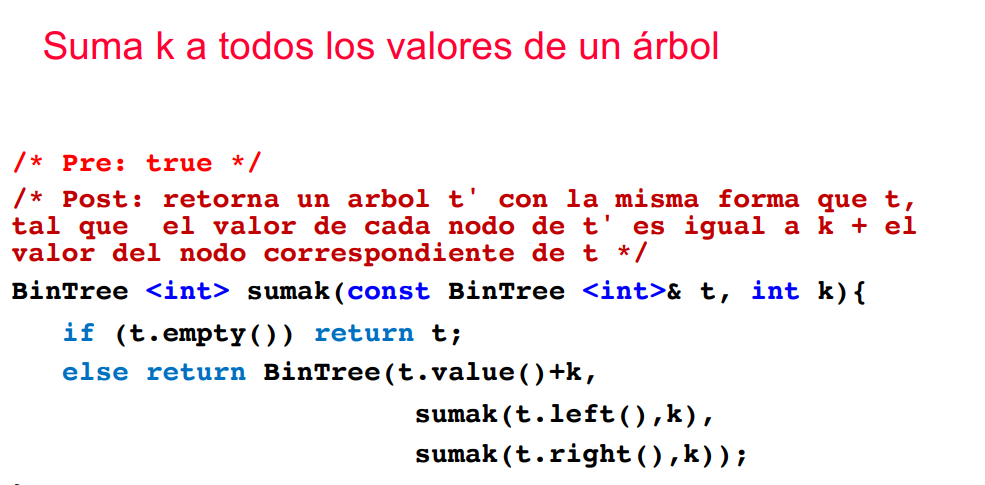 Suma k a todos los valores de un árbol
/* Pre: true */
/* Post: retorna un arbol t' con la misma forma que t,
tal que  el valor de cada nodo de t' es igual a k + el
valor del nodo correspondiente de t */
BinTree <int> sumak(const BinTree <int>& t, int k){
if (t.empty()) return t;
else return BinTree(t.value()+k,
sumak(t.left(),k),
sumak(t.right(),k));